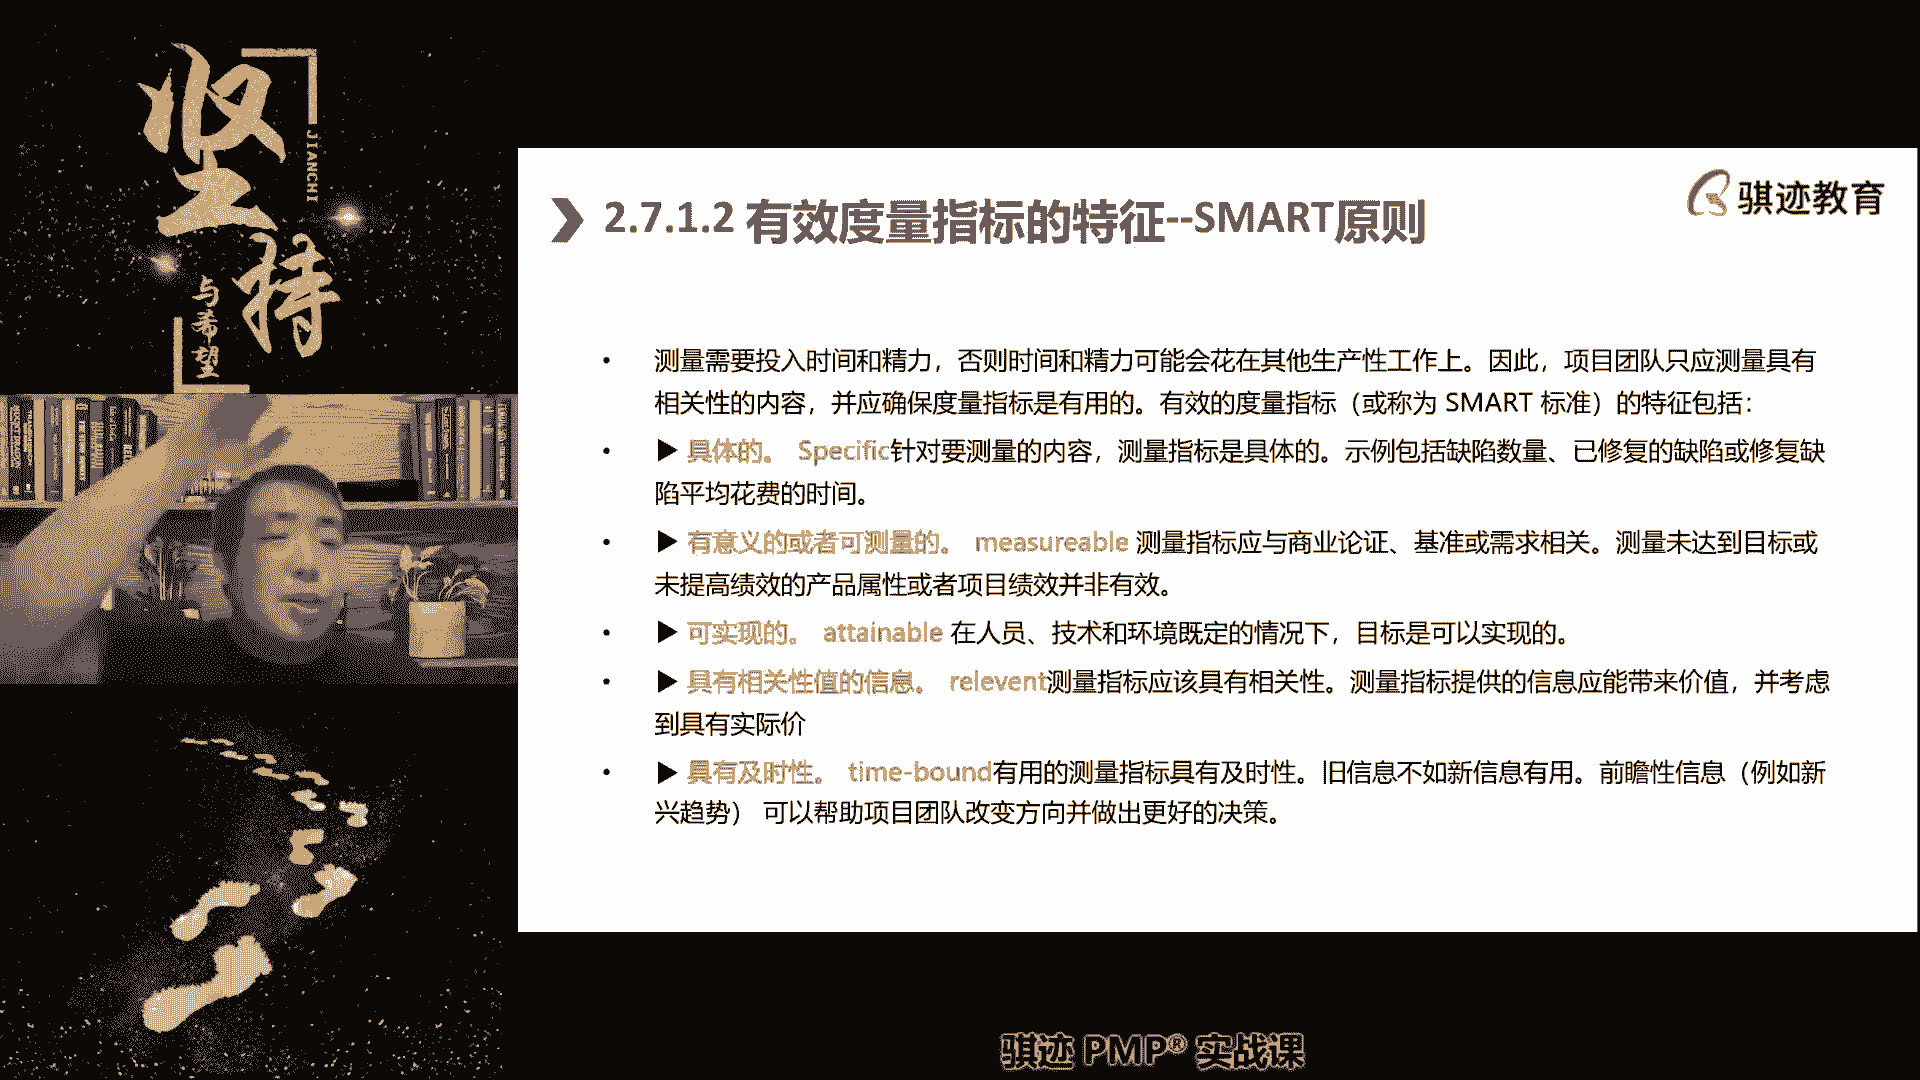 坚持
JIANCHI
与希望
骐迹教育
2.7.1.2 有效度量指标的特征--SMART原则
• 测量需要投入时间和精力，否则时间和精力可能会花在其他生产性工作上。因此，项目团队只应测量具有
相关性的内容，并应确保度量指标是有用的。有效的度量指标（或称为 SMART 标准）的特征包括：
• ▶ 具体的。 Specific针对要测量的内容，测量指标是具体的。示例包括缺陷数量、已修复的缺陷或修复缺
陷平均花费的时间。
• ▶ 有意义的或者可测量的。 measureable 测量指标应与商业论证、基准或需求相关。测量未达到目标或
未提高绩效的产品属性或者项目绩效并非有效。
• ▶ 可实现的。 attainable 在人员、技术和环境既定的情况下，目标是可以实现的。
• ▶ 具有相关性值的信息。 relevent测量指标应该具有相关性。测量指标提供的信息应能带来价值，并考虑
到具有实际价
• ▶ 具有及时性。 time-bound有用的测量指标具有及时性。旧信息不如新信息有用。前瞻性信息（例如新
兴趋势） 可以帮助项目团队改变方向并做出更好的决策。
骐迹 PMP® 实战课